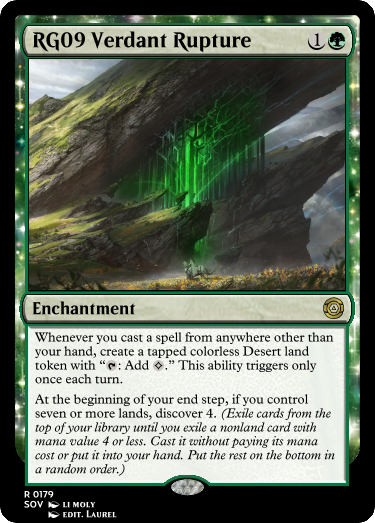 RG09 Verdant Rupture 1
Enchantment
Whenever you cast a spell from anywhere other than
your hand, create a tapped colorless Desert land
token with “: Add .” This ability triggers only
once each turn.
At the beginning of your end step, if you control
seven or more lands, discover 4. (Exile cards from the
top of your library until you exile a nonland card with
mana value 4 or less. Cast it without paying its mana
cost or put it into your hand. Put the rest on the bottom in
a random order.)
R 0179
SOV LI MOLY
EDIT. LAUREL